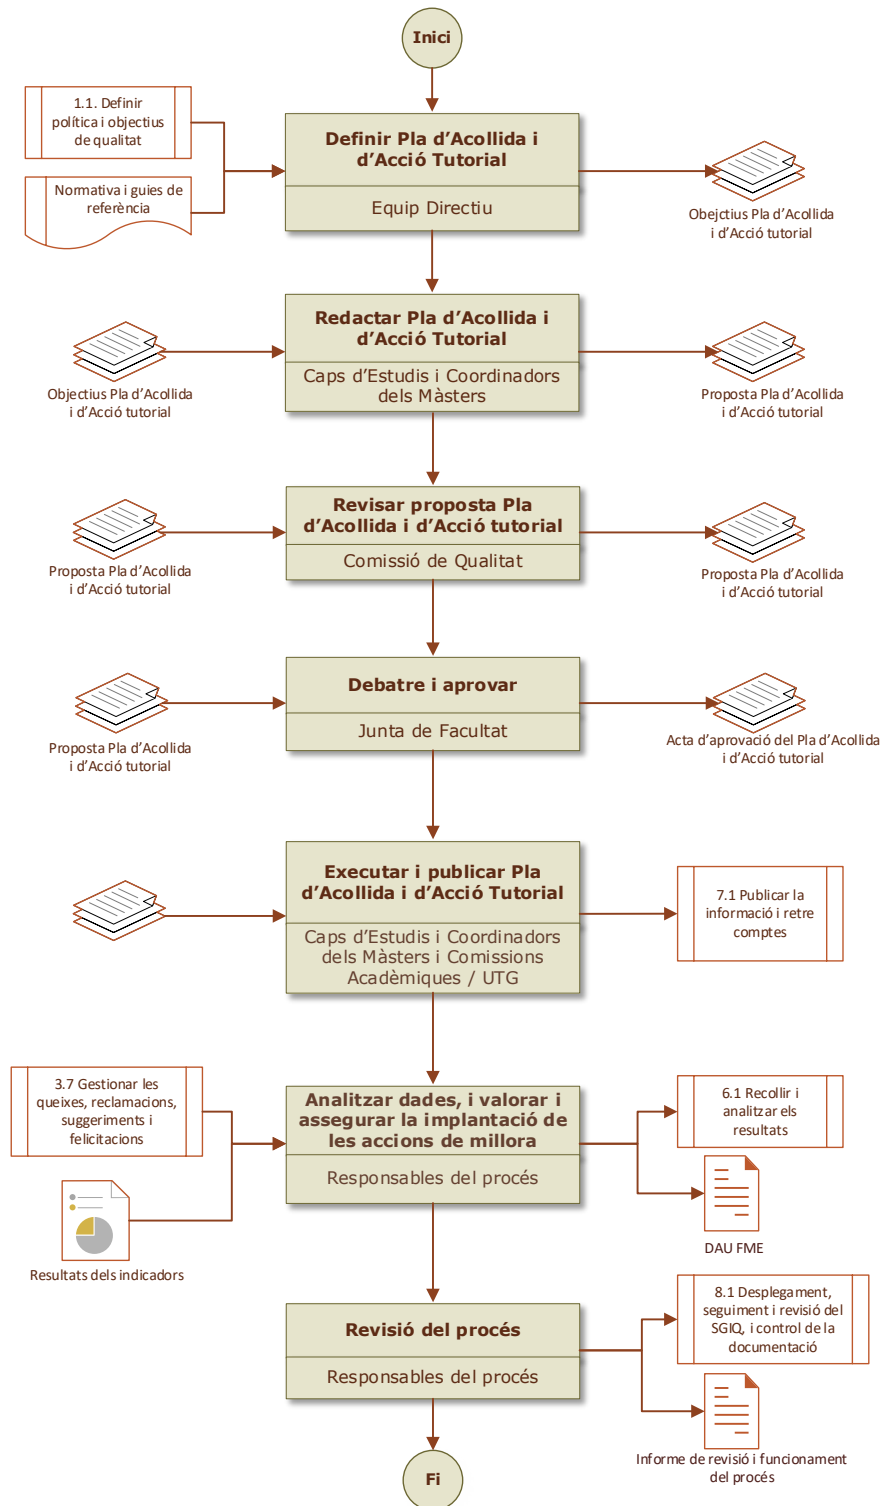 Inici
1.1. Definir
política i objectius
de qualitat
Normativa i guies de
referència
Definir Pla d'Acollida i
d'Acció Tutorial
Equip Directiu
Obejctius Pla d'Acollida
i d'Acció tutorial
Objectius Pla d'Acollida
i d'Acció tutorial
Redactar Pla d'Acollida i
d'Acció Tutorial
Caps d'Estudis i Coordinadors
dels Màsters
Proposta Pla d'Acollida
i d'Acció tutorial
Proposta Pla d'Acollida
i d'Acció tutorial
Revisar proposta Pla
d'Acollida i d'Acció tutorial
Comissió de Qualitat
Proposta Pla d'Acollida
i d'Acció tutorial
Proposta Pla d'Acollida
i d'Acció tutorial
Debatre i aprovar
Junta de Facultat
Acta d'aprovació del Pla d'Acollida
i d'Acció tutorial
Executar i publicar Pla
d'Acollida i d'Acció Tutorial
Caps d'Estudis i Coordinadors
dels Màsters i Comissions
Acadèmiques / UTG
7.1 Publicar la
informació i retre
comptes
3.7 Gestionar les
queixes, reclamacions,
suggeriments i
felicitacions
Resultats dels indicadors
Analitzar dades, i valorar i
assegurar la implantació de
les accions de millora
Responsables del procés
6.1 Recollir i
analitzar els
resultats
DAU FME
Revisió del procés
Responsables del procés
8.1 Desplegament,
seguiment i revisió del
SGIQ, i control de la
documentació
Informe de revisió i funcionament
del procés
Fi